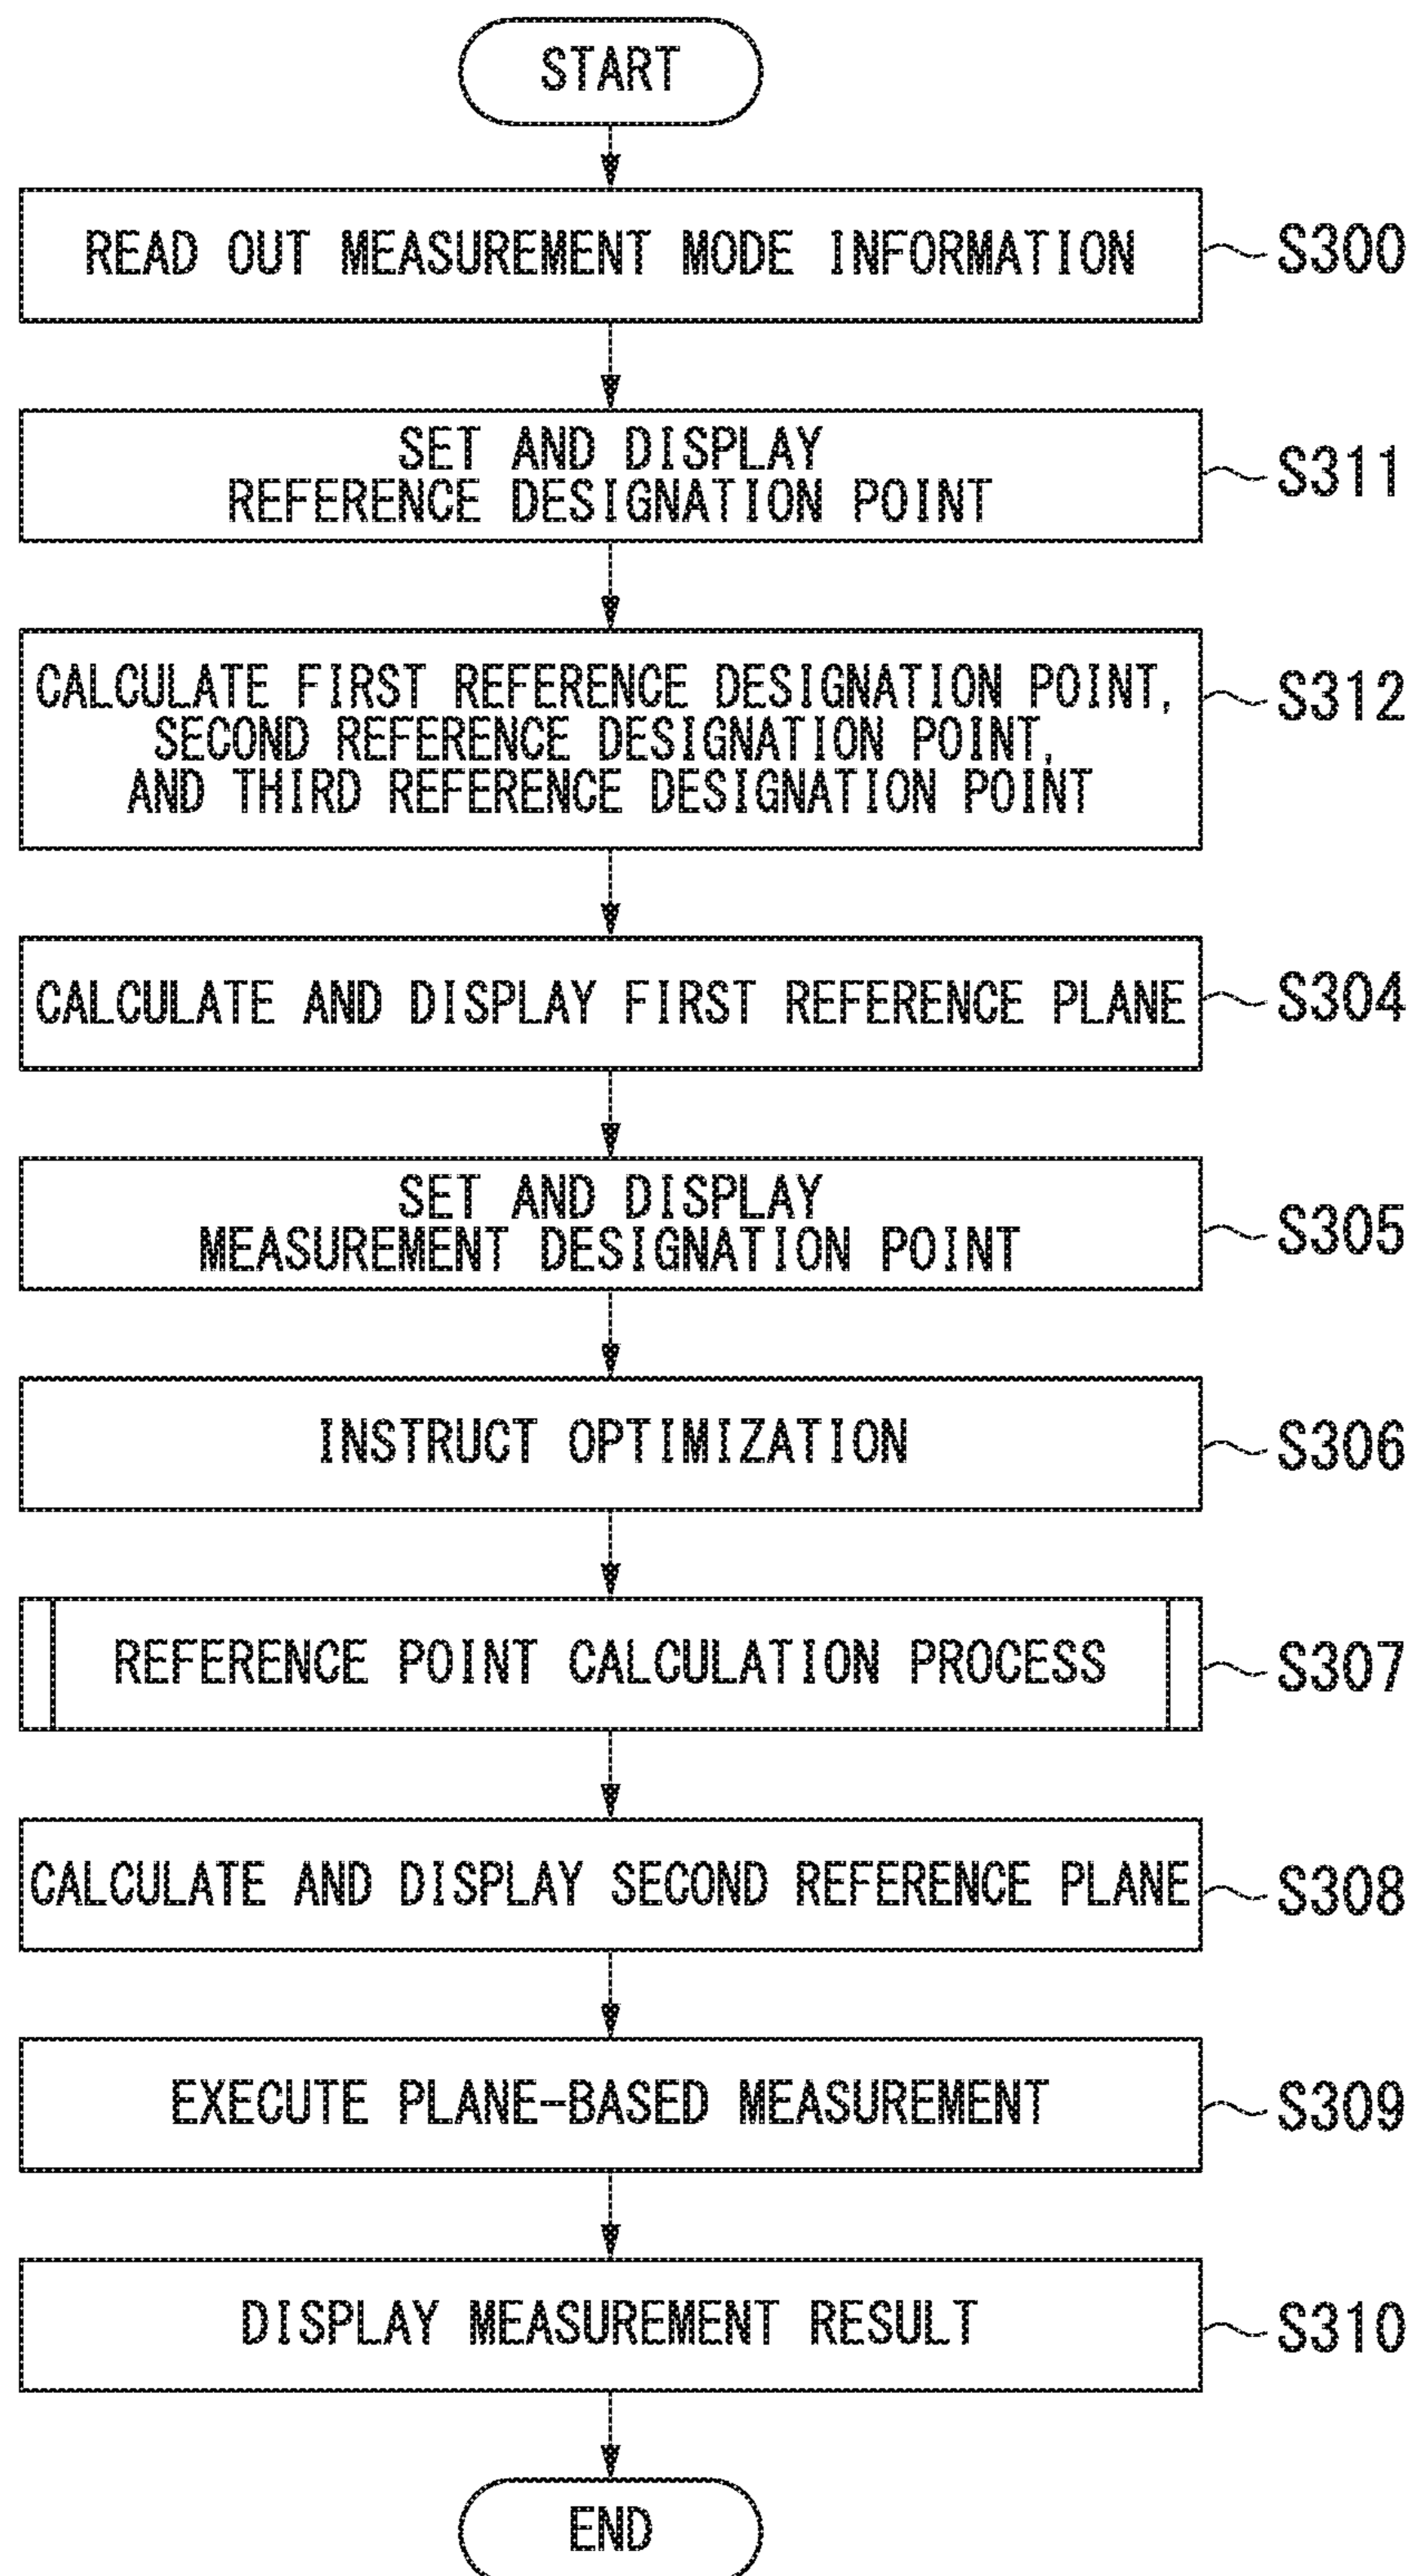 START
READ OUT MEASUREMENT MODE INFORMATION
S300
SET AND DISPLAY
REFERENCE DESIGNATION POINT
S311
CALCULATE FIRST REFERENCE DESIGNATION POINT,
SECOND REFERENCE DESIGNATION POINT,
AND THIRD REFERENCE DESIGNATION POINT
S312
CALCULATE AND DISPLAY FIRST REFERENCE PLANE
S304
SET AND DISPLAY
MEASUREMENT DESIGNATION POINT
S305
INSTRUCT OPTIMIZATION
S306
REFERENCE POINT CALCULATION PROCESS
S307
CALCULATE AND DISPLAY SECOND REFERENCE PLANE
S308
EXECUTE PLANE-BASED MEASUREMENT
S309
DISPLAY MEASUREMENT RESULT
S310
END